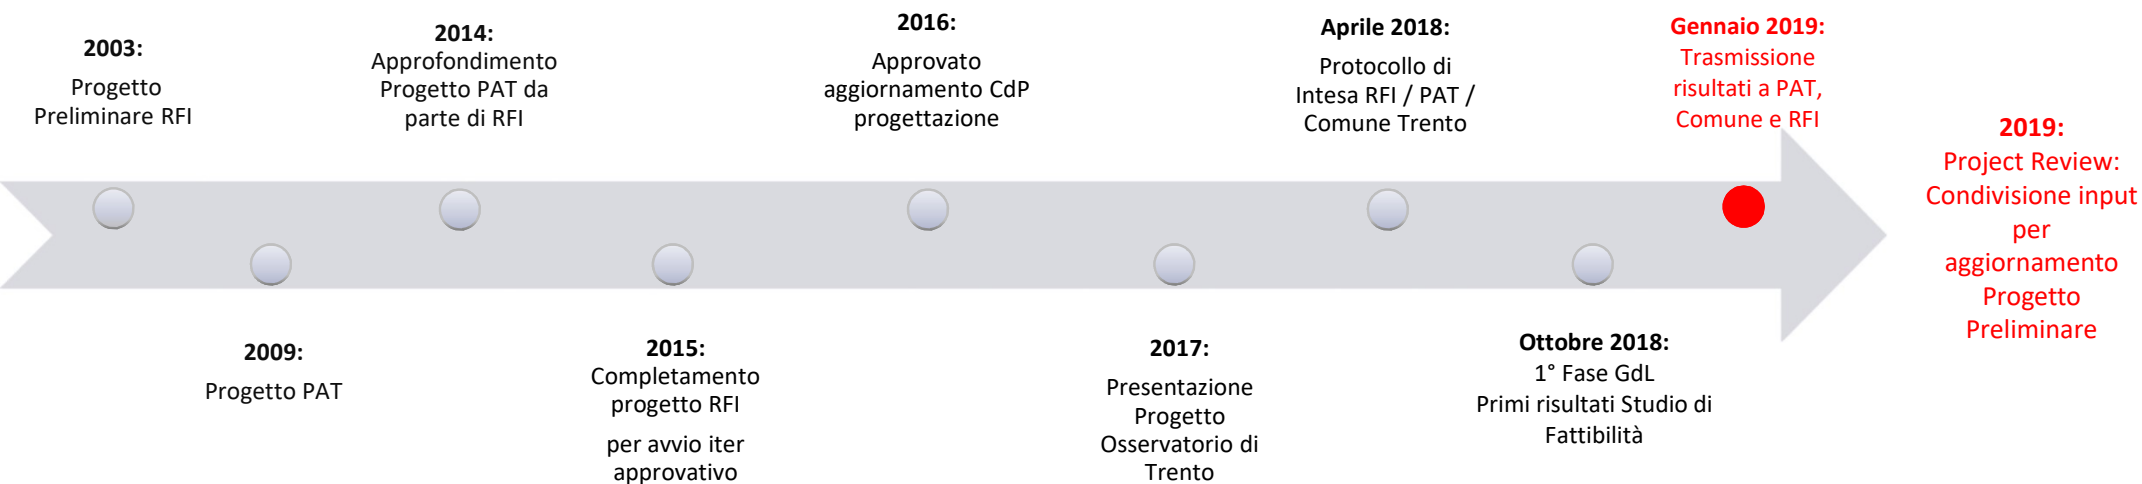 2003:
Progetto
Preliminare RFI
2009:
Progetto PAT
2014:
Approfondimento
Progetto PAT da
parte di RFI
2015:
Completamento
progetto RFI
per avvio iter
approvativo
2016:
Approvato
aggiornamento CdP
progettazione
2017:
Presentazione
Progetto
Osservatorio di
Trento
Aprile 2018:
Protocollo di
Intesa RFI / PAT /
Comune Trento
Ottobre 2018:
1° Fase GdL
Primi risultati Studio di
Fattibilità
Gennaio 2019:
Trasmissione
risultati a PAT,
Comune e RFI
2019:
Project Review:
Condivisione input
per
aggiornamento
Progetto
Preliminare